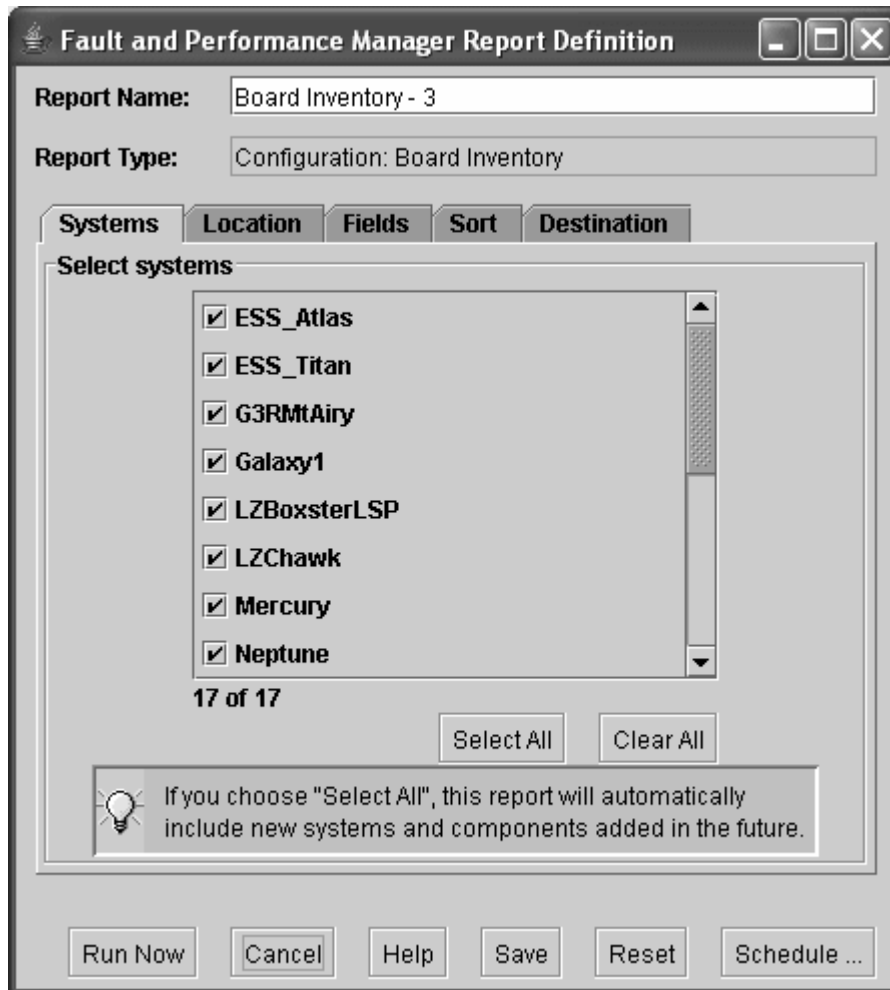 Fault and Performance Manager Report Definition
Report Name: Board Inventory - 3
Report Type: Configuration: Board Inventory
Systems Location Fields Sort Destination
Select systems
ESS_Atlas
ESS_Titan
G3RMtAiry
Galaxy1
LZBoxsterLSP
LZChawk
Mercury
Neptune
17 of 17
Select All Clear All
If you choose "Select All", this report will automatically
include new systems and components added in the future.
Run Now Cancel Help Save Reset Schedule ...